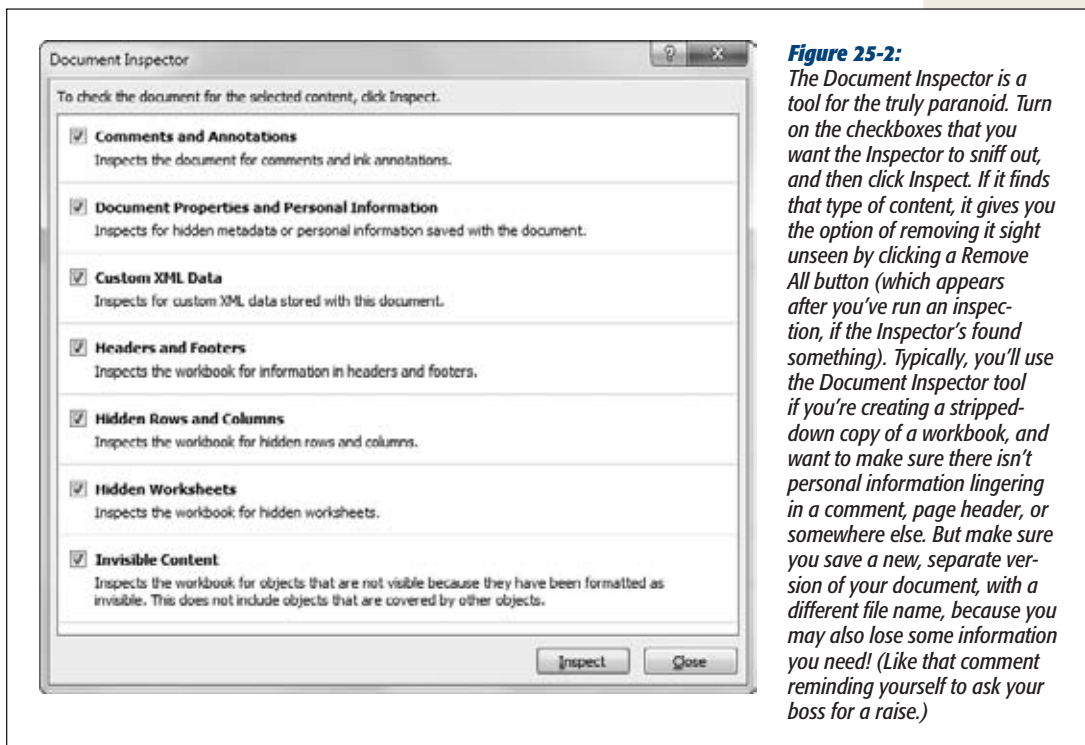 Document Inspector
To check the document for the selected content, click Inspect.
Comments and Annotations
Inspects the document for comments and ink annotations.
Document Properties and Personal Information
Inspects for hidden metadata or personal information saved with the document.
Custom XML Data
Inspects for custom XML data stored with this document.
Headers and Footers
Inspects the workbook for information in headers and footers.
Hidden Rows and Columns
Inspects the workbook for hidden rows and columns.
Hidden Worksheets
Inspects the workbook for hidden worksheets.
Invisible Content
Inspects the workbook for objects that are not visible because they have been formatted as
invisible. This does not include objects that are covered by other objects.
Inspect
Close
Figure 25-2:
The Document Inspector is a
tool for the truly paranoid. Turn
on the checkboxes that you
want the Inspector to sniff out,
and then click Inspect. If it finds
that type of content, it gives you
the option of removing it sight
unseen by clicking a Remove
All button (which appears
after you've run an inspec-
tion, if the Inspector's found
something). Typically, you'll use
the Document Inspector tool
if you're creating a stripped-
down copy of a workbook, and
want to make sure there isn't
personal information lingering
in a comment, page header, or
somewhere else. But make sure
you save a new, separate ver-
sion of your document, with a
different file name, because you
may also lose some information
you need! (Like that comment
reminding yourself to ask your
boss for a raise.)